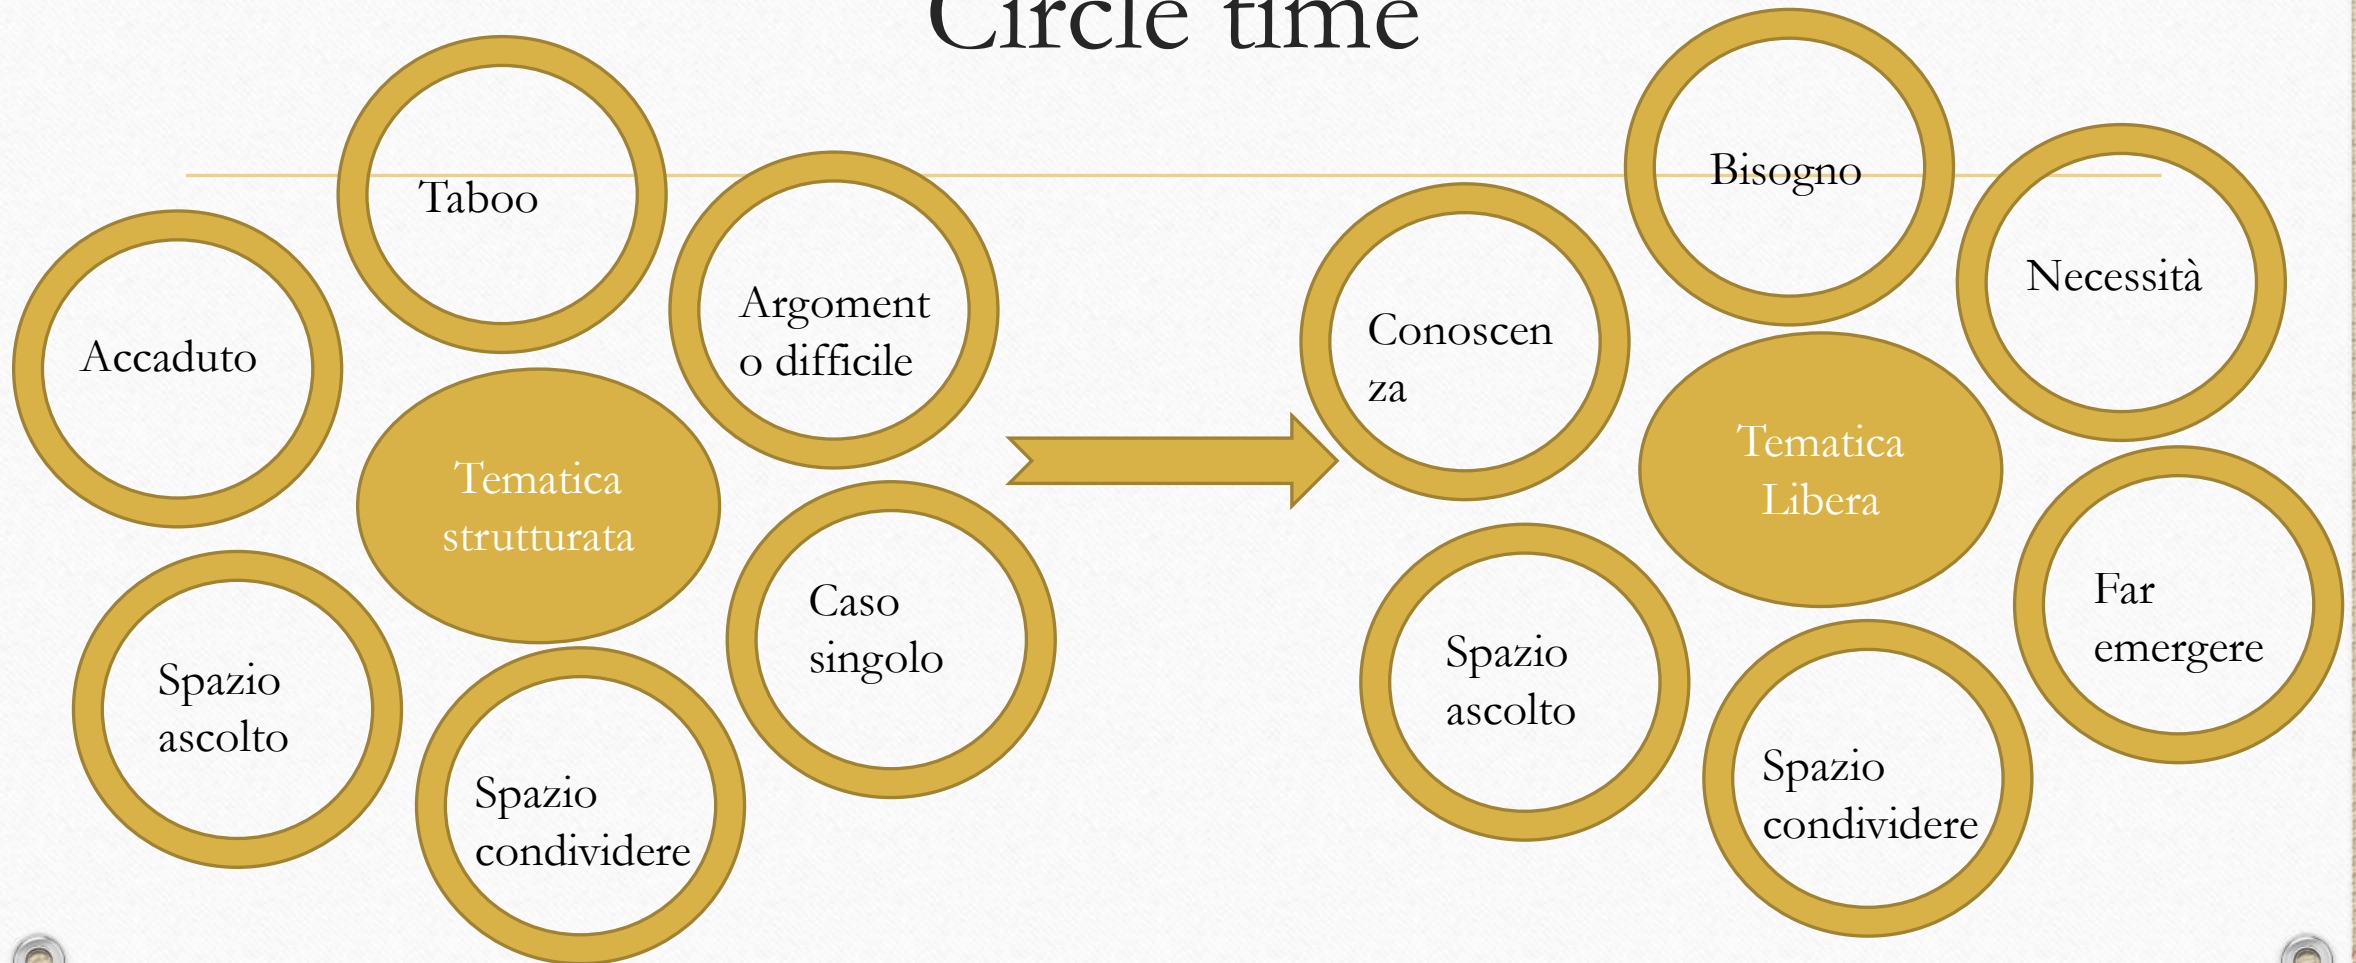 Circle time
Taboo
Accaduto
Argoment
o difficile
Tematica
strutturata
Caso
singolo
Spazio
ascolto
Spazio
condividere
Bisogno
Necessità
Conoscen
za
Tematica
Libera
Far
emergere
Spazio
ascolto
Spazio
condividere